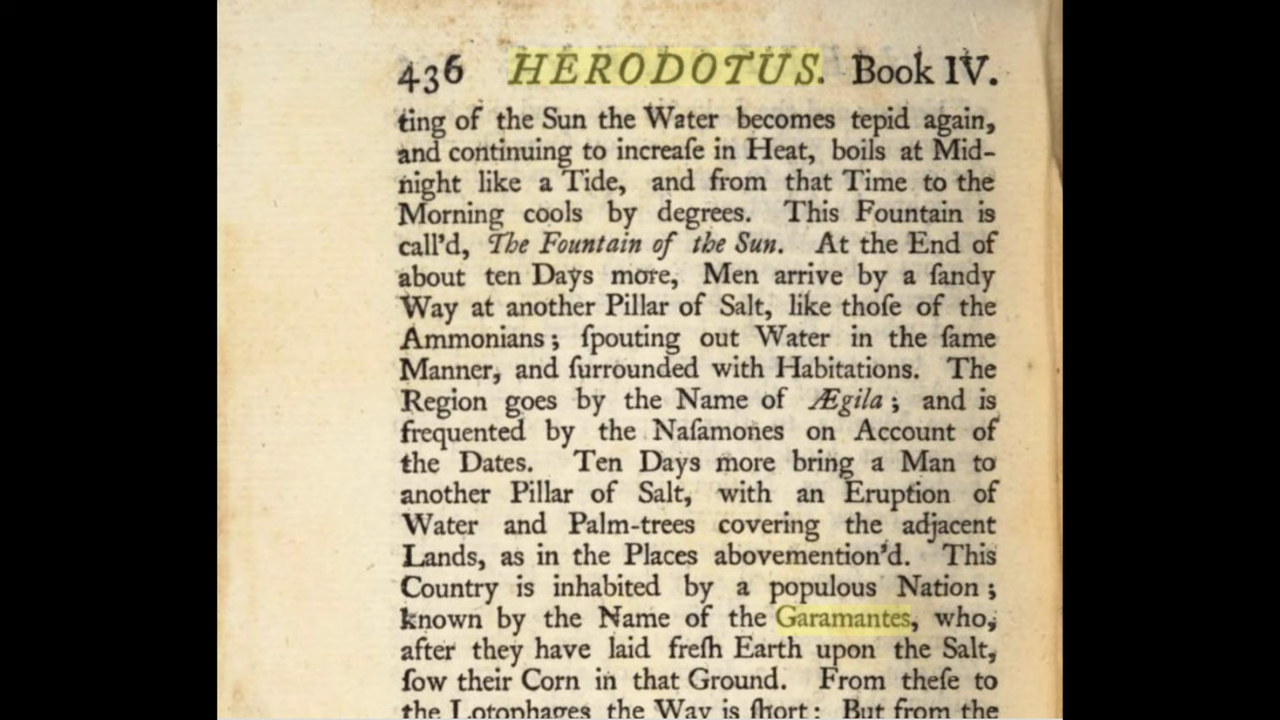 436 HERODOTUS. Book IV.
ting of the Sun the Water becomes tepid again,
and continuing to increaſe in Heat, boils at Mid-
night like a Tide, and from that Time to the
Morning cools by degrees. This Fountain is
call'd, The Fountain of the Sun. At the End of
about ten Days more, Men arrive by a ſandy
Way at another Pillar of Salt, like thoſe of the
Ammonians; ſpouting out Water in the ſame
Manner, and ſurrounded with Habitations. The
Region goes by the Name of Ægila; and is
frequented by the Naſamones on Account of
the Dates. Ten Days more bring a Man to
another Pillar of Salt, with an Eruption of
Water and Palm-trees covering the adjacent
Lands, as in the Places abovemention'd. This
Country is inhabited by a populous Nation;
known by the Name of the Garamantes, who,
after they have laid freſh Earth upon the Salt,
ſow their Corn in that Ground. From theſe to
the Lotophages the Way is ſhort: But from the